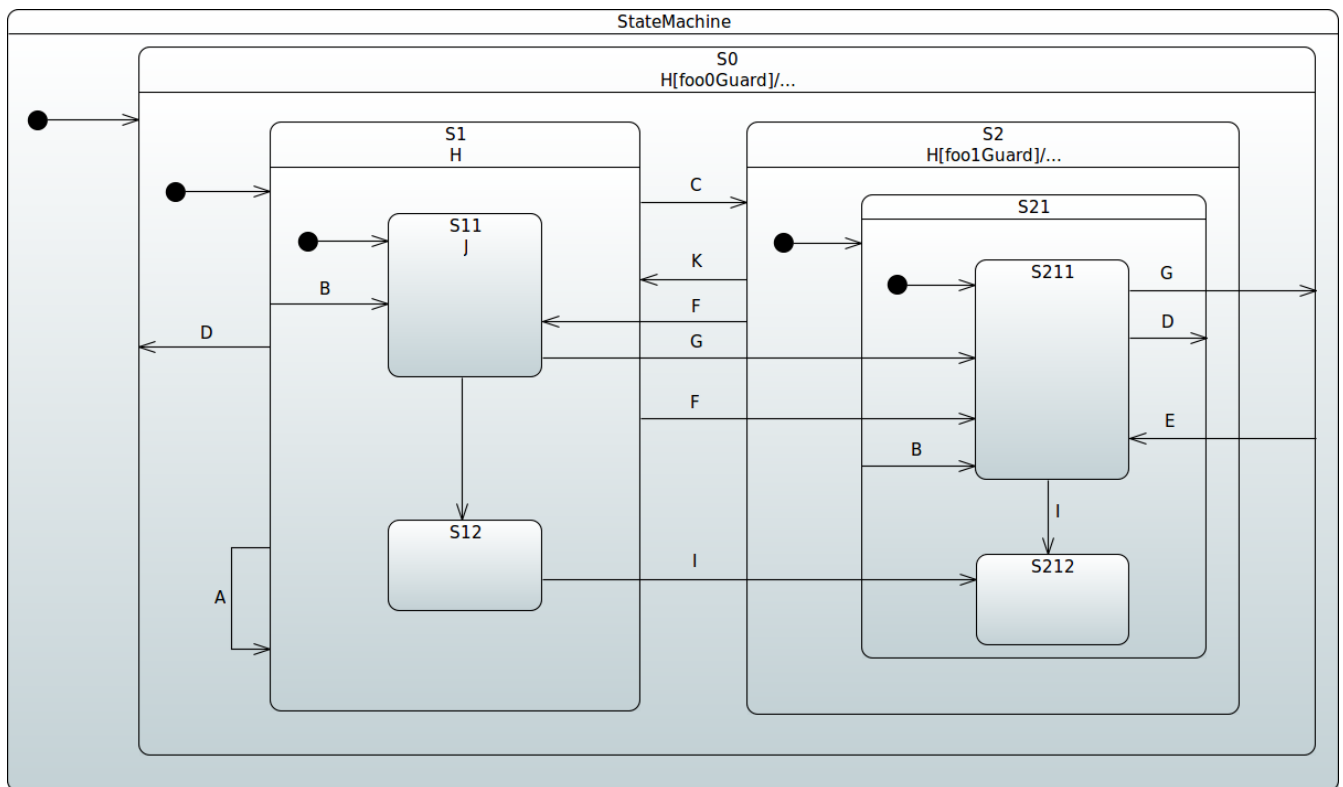 StateMachine
S0
H[foo0Guard]/...
S1
H
S2
H[foo1Guard]/...
C
S21
S11
J
K
S211
G
B
F
D
D
G
F
E
B
I
S12
S212
I
A